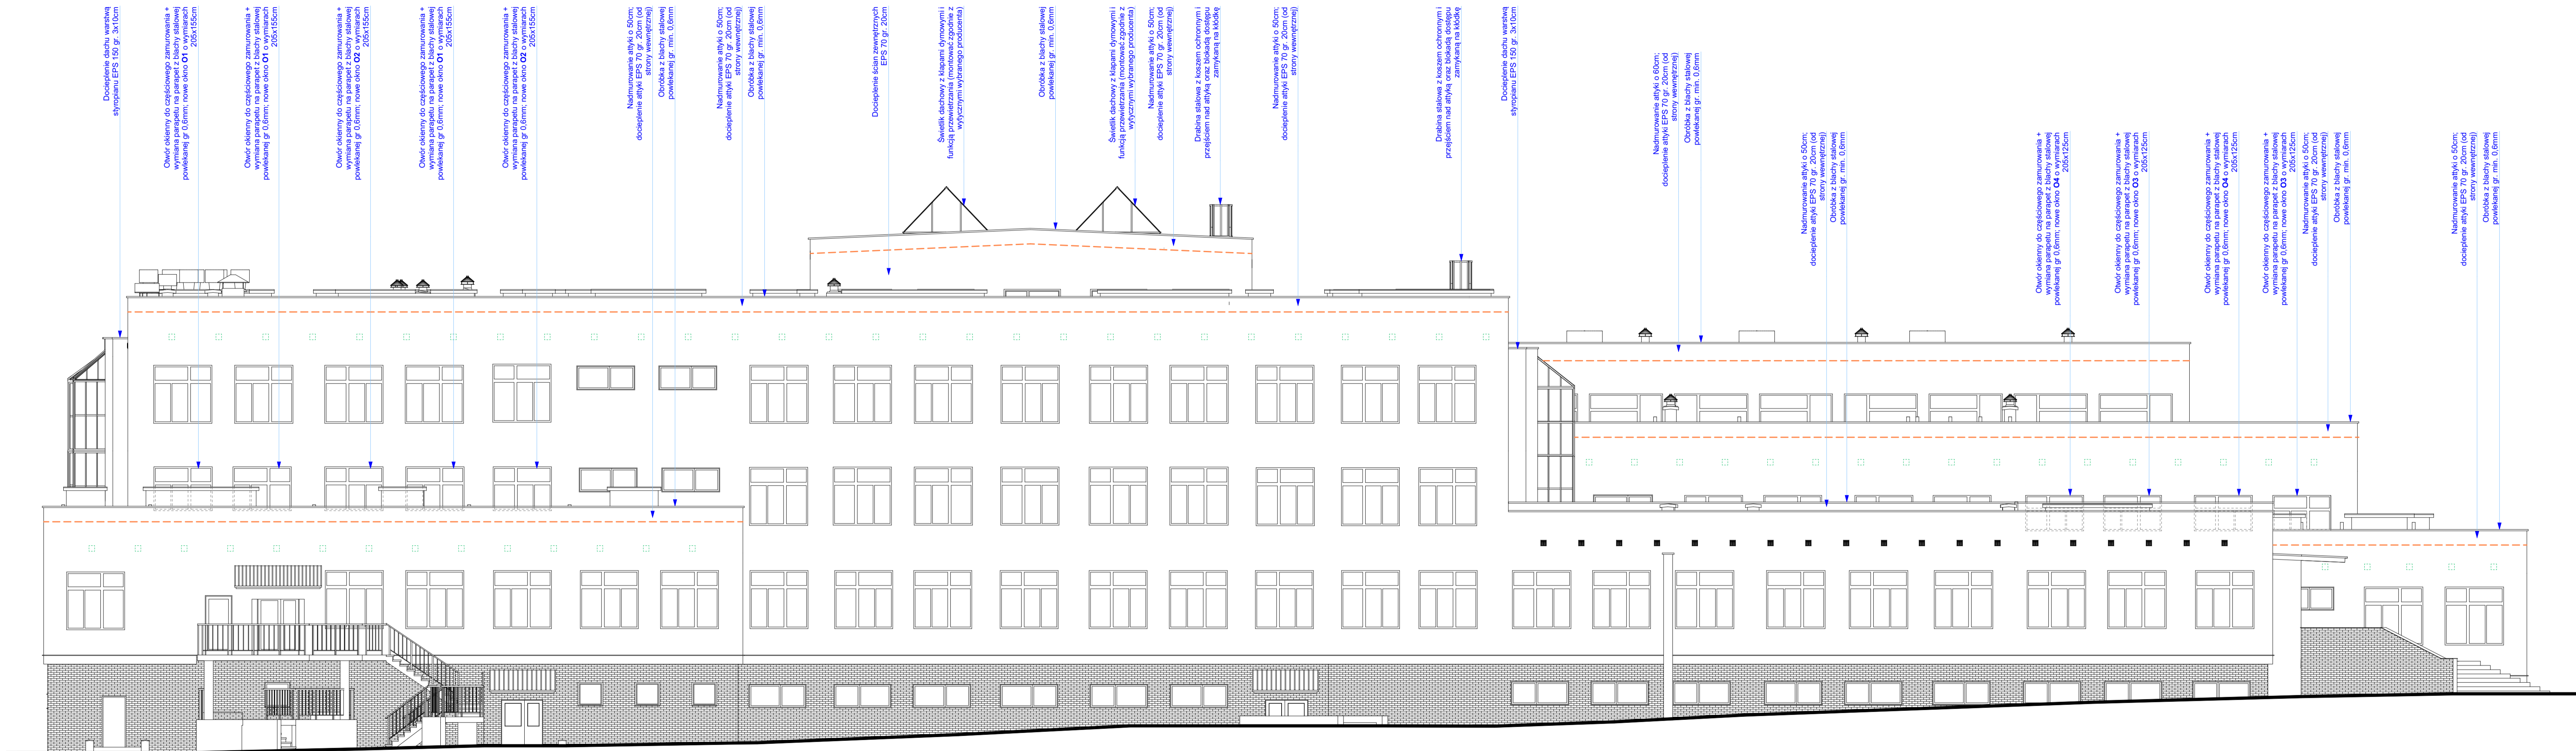 Docieplenie dachu warstwą
styropianu EPS 150 gr. 3x10cm
Otwór okienny do częściowego zamurowania +
wymiana parapetu na parapet z blachy stalowej
powlekanej gr 0,6mm; nowe okno O1 o wymiarach
205x155cm
Otwór okienny do częściowego zamurowania +
wymiana parapetu na parapet z blachy stalowej
powlekanej gr 0,6mm; nowe okno O1 o wymiarach
205x155cm
Otwór okienny do częściowego zamurowania +
wymiana parapetu na parapet z blachy stalowej
powlekanej gr 0,6mm; nowe okno O2 o wymiarach
205x155cm
Otwór okienny do częściowego zamurowania +
wymiana parapetu na parapet z blachy stalowej
powlekanej gr 0,6mm; nowe okno O1 o wymiarach
205x155cm
Otwór okienny do częściowego zamurowania +
wymiana parapetu na parapet z blachy stalowej
powlekanej gr 0,6mm; nowe okno O2 o wymiarach
205x155cm
Nadmurowanie attyki o 50cm;
docieplenie attyki EPS 70 gr. 20cm (od
strony wewnętrznej)
Obróbka z blachy stalowej
powlekanej gr. min. 0,6mm
Nadmurowanie attyki o 50cm;
docieplenie attyki EPS 70 gr. 20cm (od
strony wewnętrznej)
Obróbka z blachy stalowej
powlekanej gr. min. 0,6mm
Docieplenie ścian zewnętrznych
EPS 70 gr. 20cm
Świetlik dachowy z klapami dymowymi i
funkcją przewietrzania (montować zgodnie z
wytycznymi wybranego producenta)
Obróbka z blachy stalowej
powlekanej gr. min. 0,6mm
Świetlik dachowy z klapami dymowymi i
funkcją przewietrzania (montować zgodnie z
wytycznymi wybranego producenta)
Nadmurowanie attyki o 50cm;
docieplenie attyki EPS 70 gr. 20cm (od
strony wewnętrznej)
Drabina stalowa z koszem ochronnym i
przejściem nad attyką oraz blokadą dostępu
zamykaną na kłódkę
Nadmurowanie attyki o 50cm;
docieplenie attyki EPS 70 gr. 20cm (od
strony wewnętrznej)
Drabina stalowa z koszem ochronnym i
przejściem nad attyką oraz blokadą dostępu
zamykaną na kłódkę
Docieplenie dachu warstwą
styropianu EPS 150 gr. 3x10cm
Nadmurowanie attyki o 60cm;
docieplenie attyki EPS 70 gr. 20cm (od
strony wewnętrznej)
Obróbka z blachy stalowej
powlekanej gr. min. 0,6mm
Nadmurowanie attyki o 50cm;
docieplenie attyki EPS 70 gr. 20cm (od
strony wewnętrznej)
Obróbka z blachy stalowej
powlekanej gr. min. 0,6mm
Otwór okienny do częściowego zamurowania +
wymiana parapetu na parapet z blachy stalowej
powlekanej gr 0,6mm; nowe okno O4 o wymiarach
205x125cm
Otwór okienny do częściowego zamurowania +
wymiana parapetu na parapet z blachy stalowej
powlekanej gr 0,6mm; nowe okno O3 o wymiarach
205x125cm
Otwór okienny do częściowego zamurowania +
wymiana parapetu na parapet z blachy stalowej
powlekanej gr 0,6mm; nowe okno O4 o wymiarach
205x125cm
Otwór okienny do częściowego zamurowania +
wymiana parapetu na parapet z blachy stalowej
powlekanej gr 0,6mm; nowe okno O3 o wymiarach
205x125cm
Nadmurowanie attyki o 50cm;
docieplenie attyki EPS 70 gr. 20cm (od
strony wewnętrznej)
Obróbka z blachy stalowej
powlekanej gr. min. 0,6mm
Nadmurowanie attyki o 50cm;
docieplenie attyki EPS 70 gr. 20cm (od
strony wewnętrznej)
Obróbka z blachy stalowej
powlekanej gr. min. 0,6mm